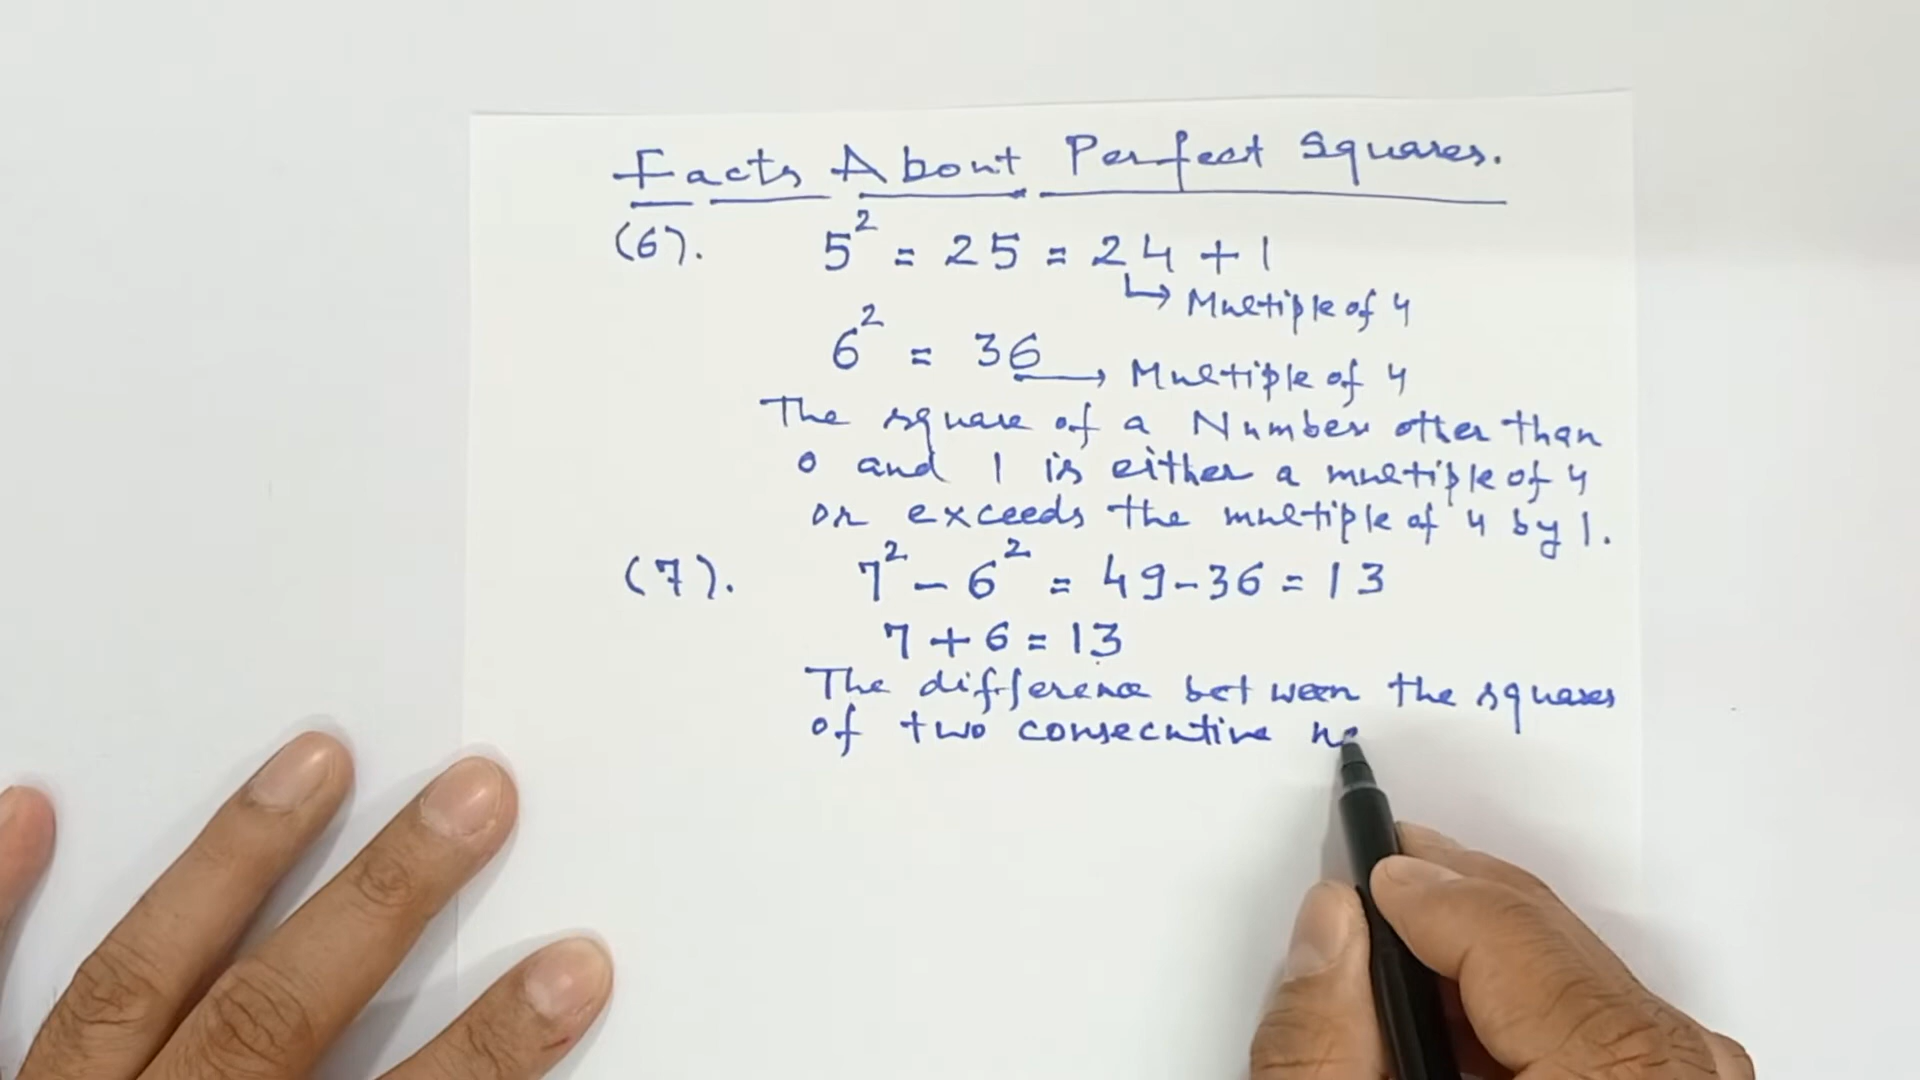 Facts About Perfect Squares.
(6). 5² = 25 = 24 + 1
↳ Multiple of 4
6² = 36 → Multiple of 4
The square of a Number other than
0 and 1 is either a multiple of 4
or exceeds the multiple of 4 by 1.
(7). 7² - 6² = 49 - 36 = 13
7 + 6 = 13
The difference between the squares
of two consecutive